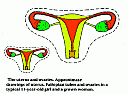 The uterus and ovaries. Approximate
drawings of uterus, Fallopian tubes and ovaries in a
typical 11-year-old girl and a grown woman.